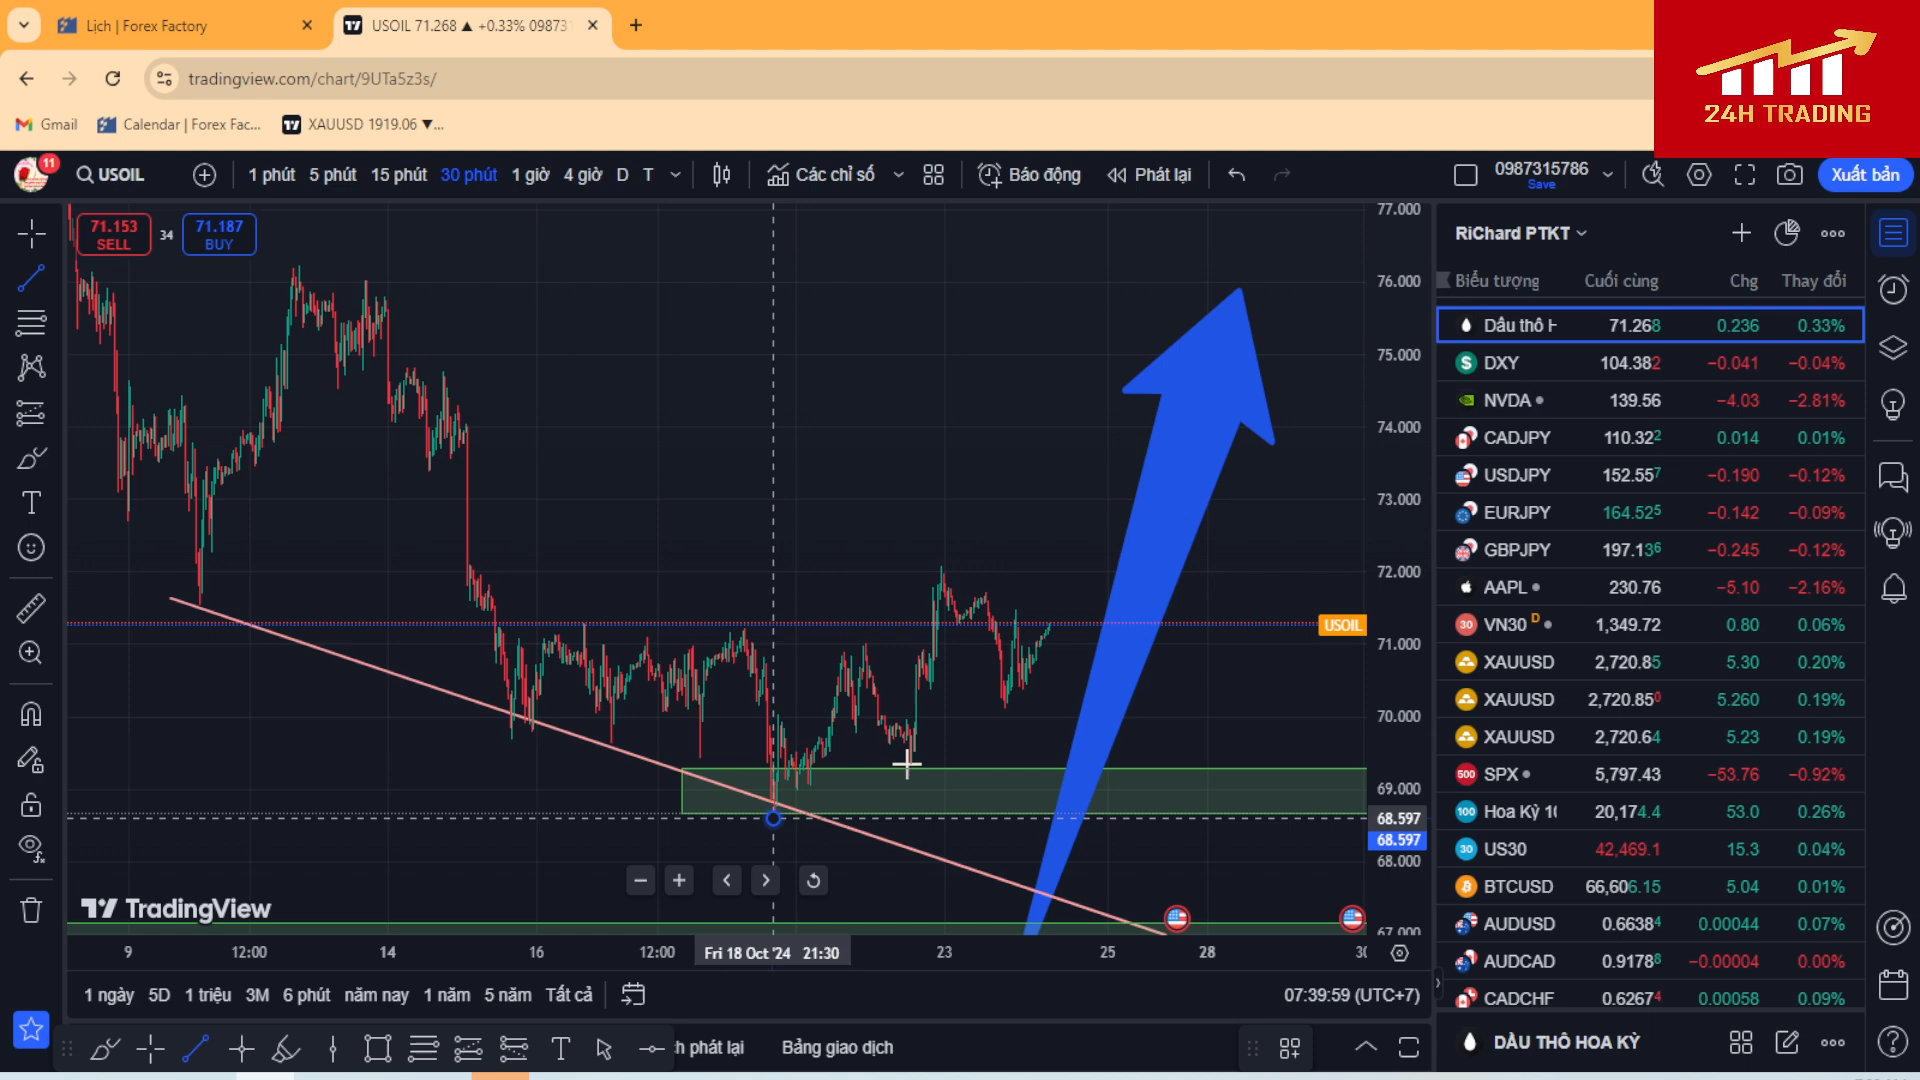 Lịch | Forex Factory
USOIL 71.268 ▲ +0.33% 09873
tradingview.com/chart/9UTa5z3s/
Gmail
Calendar | Forex Fac...
XAUUSD 1919.06 ▼...
24H TRADING
11
USOIL
1 phút
5 phút
15 phút
30 phút
1 giờ
4 giờ
D
T
Các chỉ số
Báo động
Phát lại
0987315786
Save
Xuất bản
71.153
SELL
34
71.187
BUY
77.000
76.000
75.000
74.000
73.000
72.000
USOIL
71.000
70.000
69.000
68.597
68.597
68.000
67.000
TradingView
9
12:00
14
16
12:00
Fri 18 Oct '24 21:30
23
25
28
1 ngày
5D
1 triệu
3M
6 phút
năm nay
1 năm
5 năm
Tất cả
07:39:59 (UTC+7)
h phát lại
Bảng giao dịch
RiChard PTKT
Biểu tượng Cuối cùng Chg Thay đổi
Dầu thô H 71.268 0.236 0.33%
DXY 104.382 −0.041 −0.04%
NVDA 139.56 −4.03 −2.81%
CADJPY 110.322 0.014 0.01%
USDJPY 152.557 −0.190 −0.12%
EURJPY 164.525 −0.142 −0.09%
GBPJPY 197.136 −0.245 −0.12%
AAPL 230.76 −5.10 −2.16%
30 VN30 D 1,349.72 0.80 0.06%
XAUUSD 2,720.85 5.30 0.20%
XAUUSD 2,720.850 5.260 0.19%
XAUUSD 2,720.64 5.23 0.19%
500 SPX 5,797.43 −53.76 −0.92%
100 Hoa Kỳ 10 20,174.4 53.0 0.26%
30 US30 42,469.1 15.3 0.04%
BTCUSD 66,606.15 5.04 0.01%
AUDUSD 0.66384 0.00044 0.07%
AUDCAD 0.91788 −0.00004 0.00%
CADCHF 0.62674 0.00058 0.09%
DẦU THÔ HOA KỲ